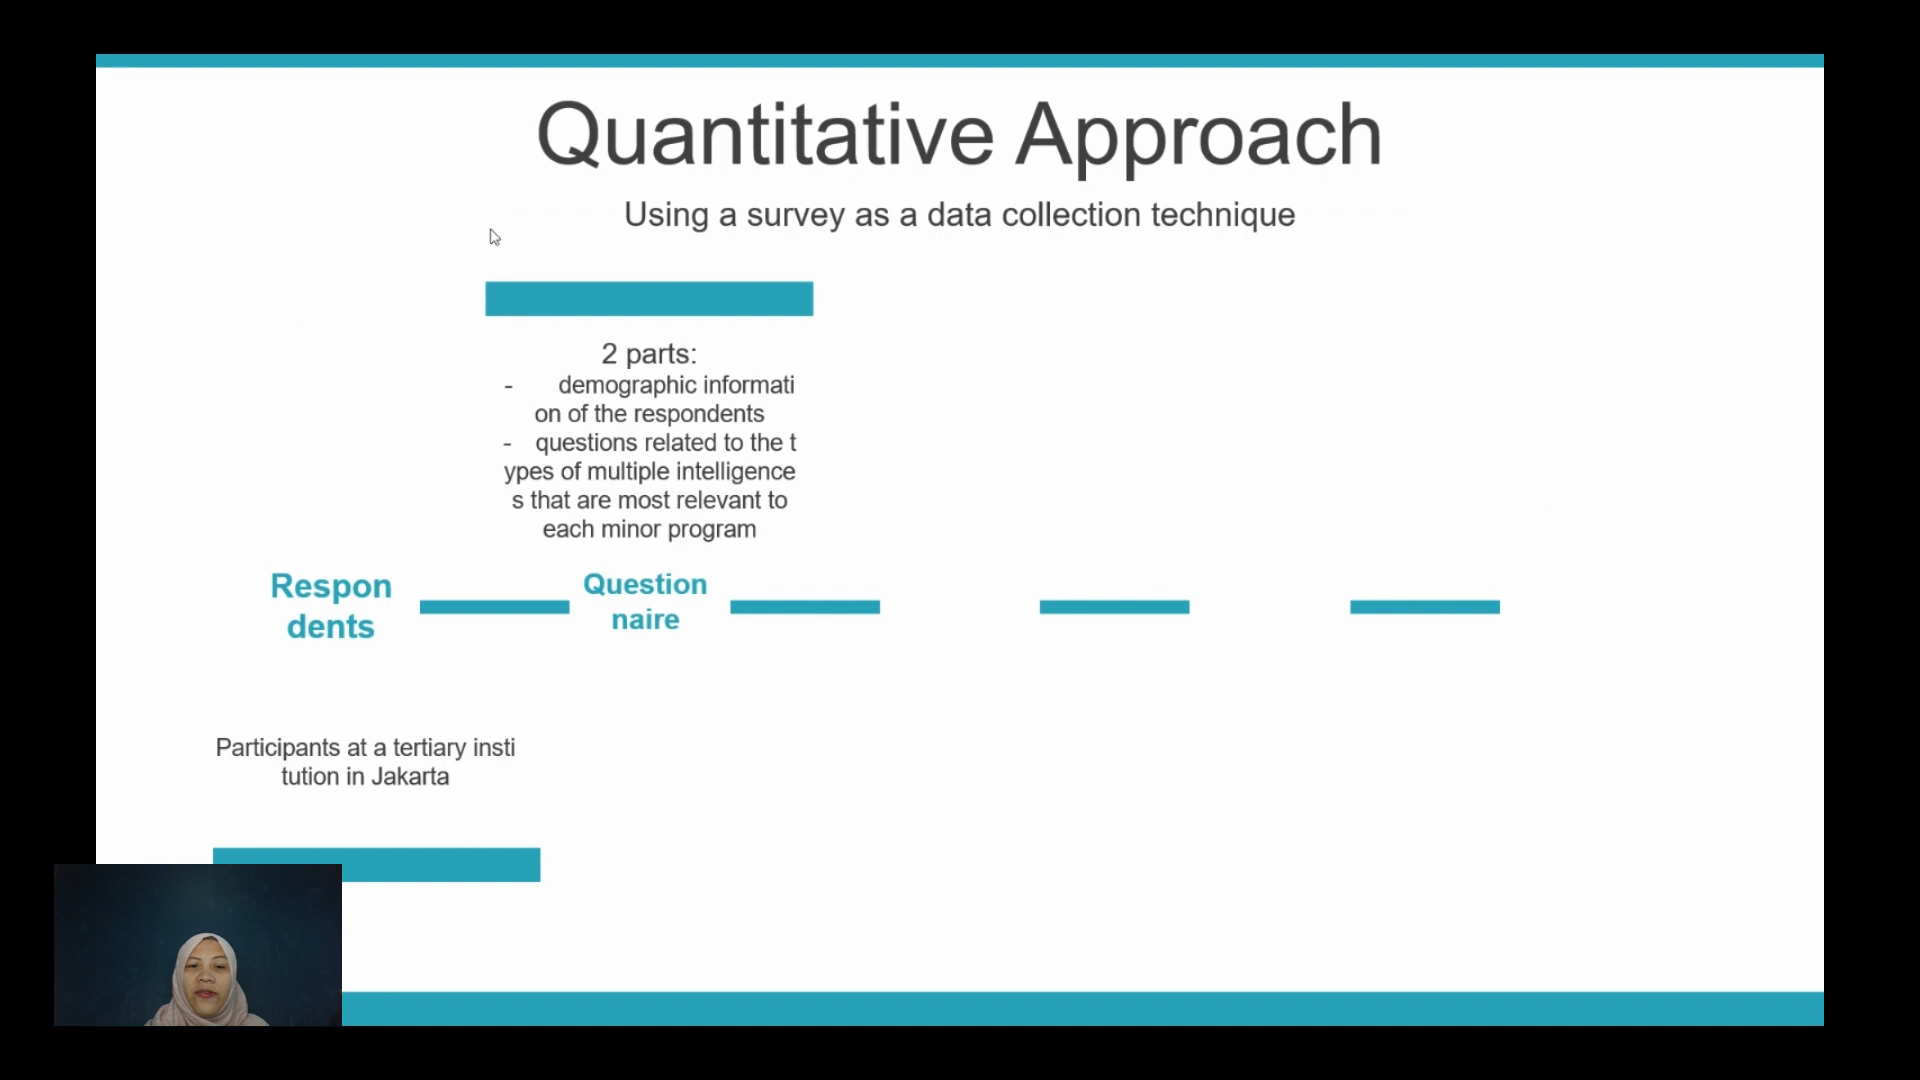 Quantitative Approach
Using a survey as a data collection technique
2 parts:
- demographic informati
on of the respondents
- questions related to the t
ypes of multiple intelligence
s that are most relevant to
each minor program
Respon
dents
Question
naire
Participants at a tertiary insti
tution in Jakarta